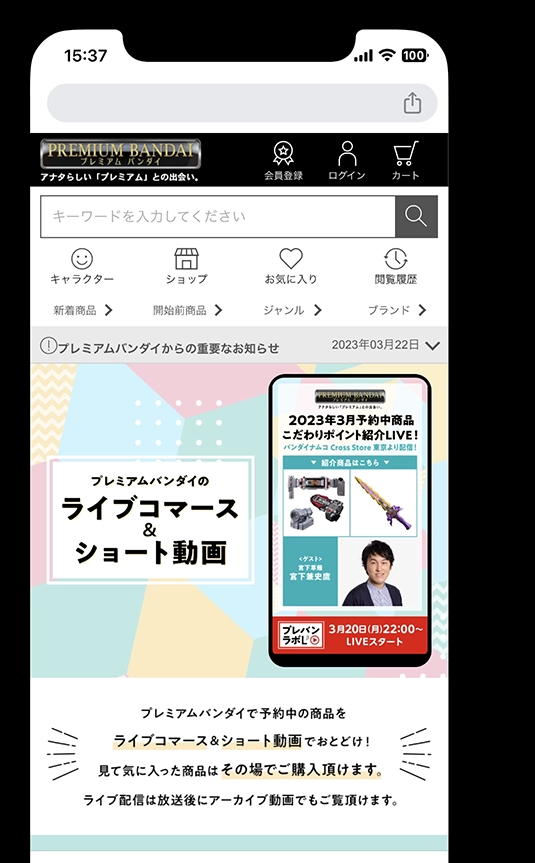 15:37
100
PREMIUM BANDAI
プレミアム バンダイ
アナタらしい「プレミアム」との出会い。
会員登録
ログイン
カート
キーワードを入力してください
キャラクター
ショップ
お気に入り
閲覧履歴
新着商品
開始前商品
ジャンル
ブランド
プレミアムバンダイからの重要なお知らせ
2023年03月22日
プレミアムバンダイの
ライブコマース
&
ショート動画
PREMIUM BANDAI
プレミアム バンダイ
アナタらしい「プレミアム」との出会い。
2023年3月予約中商品
こだわりポイント紹介LIVE!
バンダイナムコ Cross Store 東京より配信!
▼ 紹介商品はこちら ▼
<ゲスト>
宮下草薙
宮下兼史鷹
プレバン
ラボL
3月20日(月)22:00~
LIVEスタート
プレミアムバンダイで予約中の商品を
ライブコマース&ショート動画でおとどけ!
見て気に入った商品はその場でご購入頂けます。
ライブ配信は放送後にアーカイブ動画でもご覧頂けます。